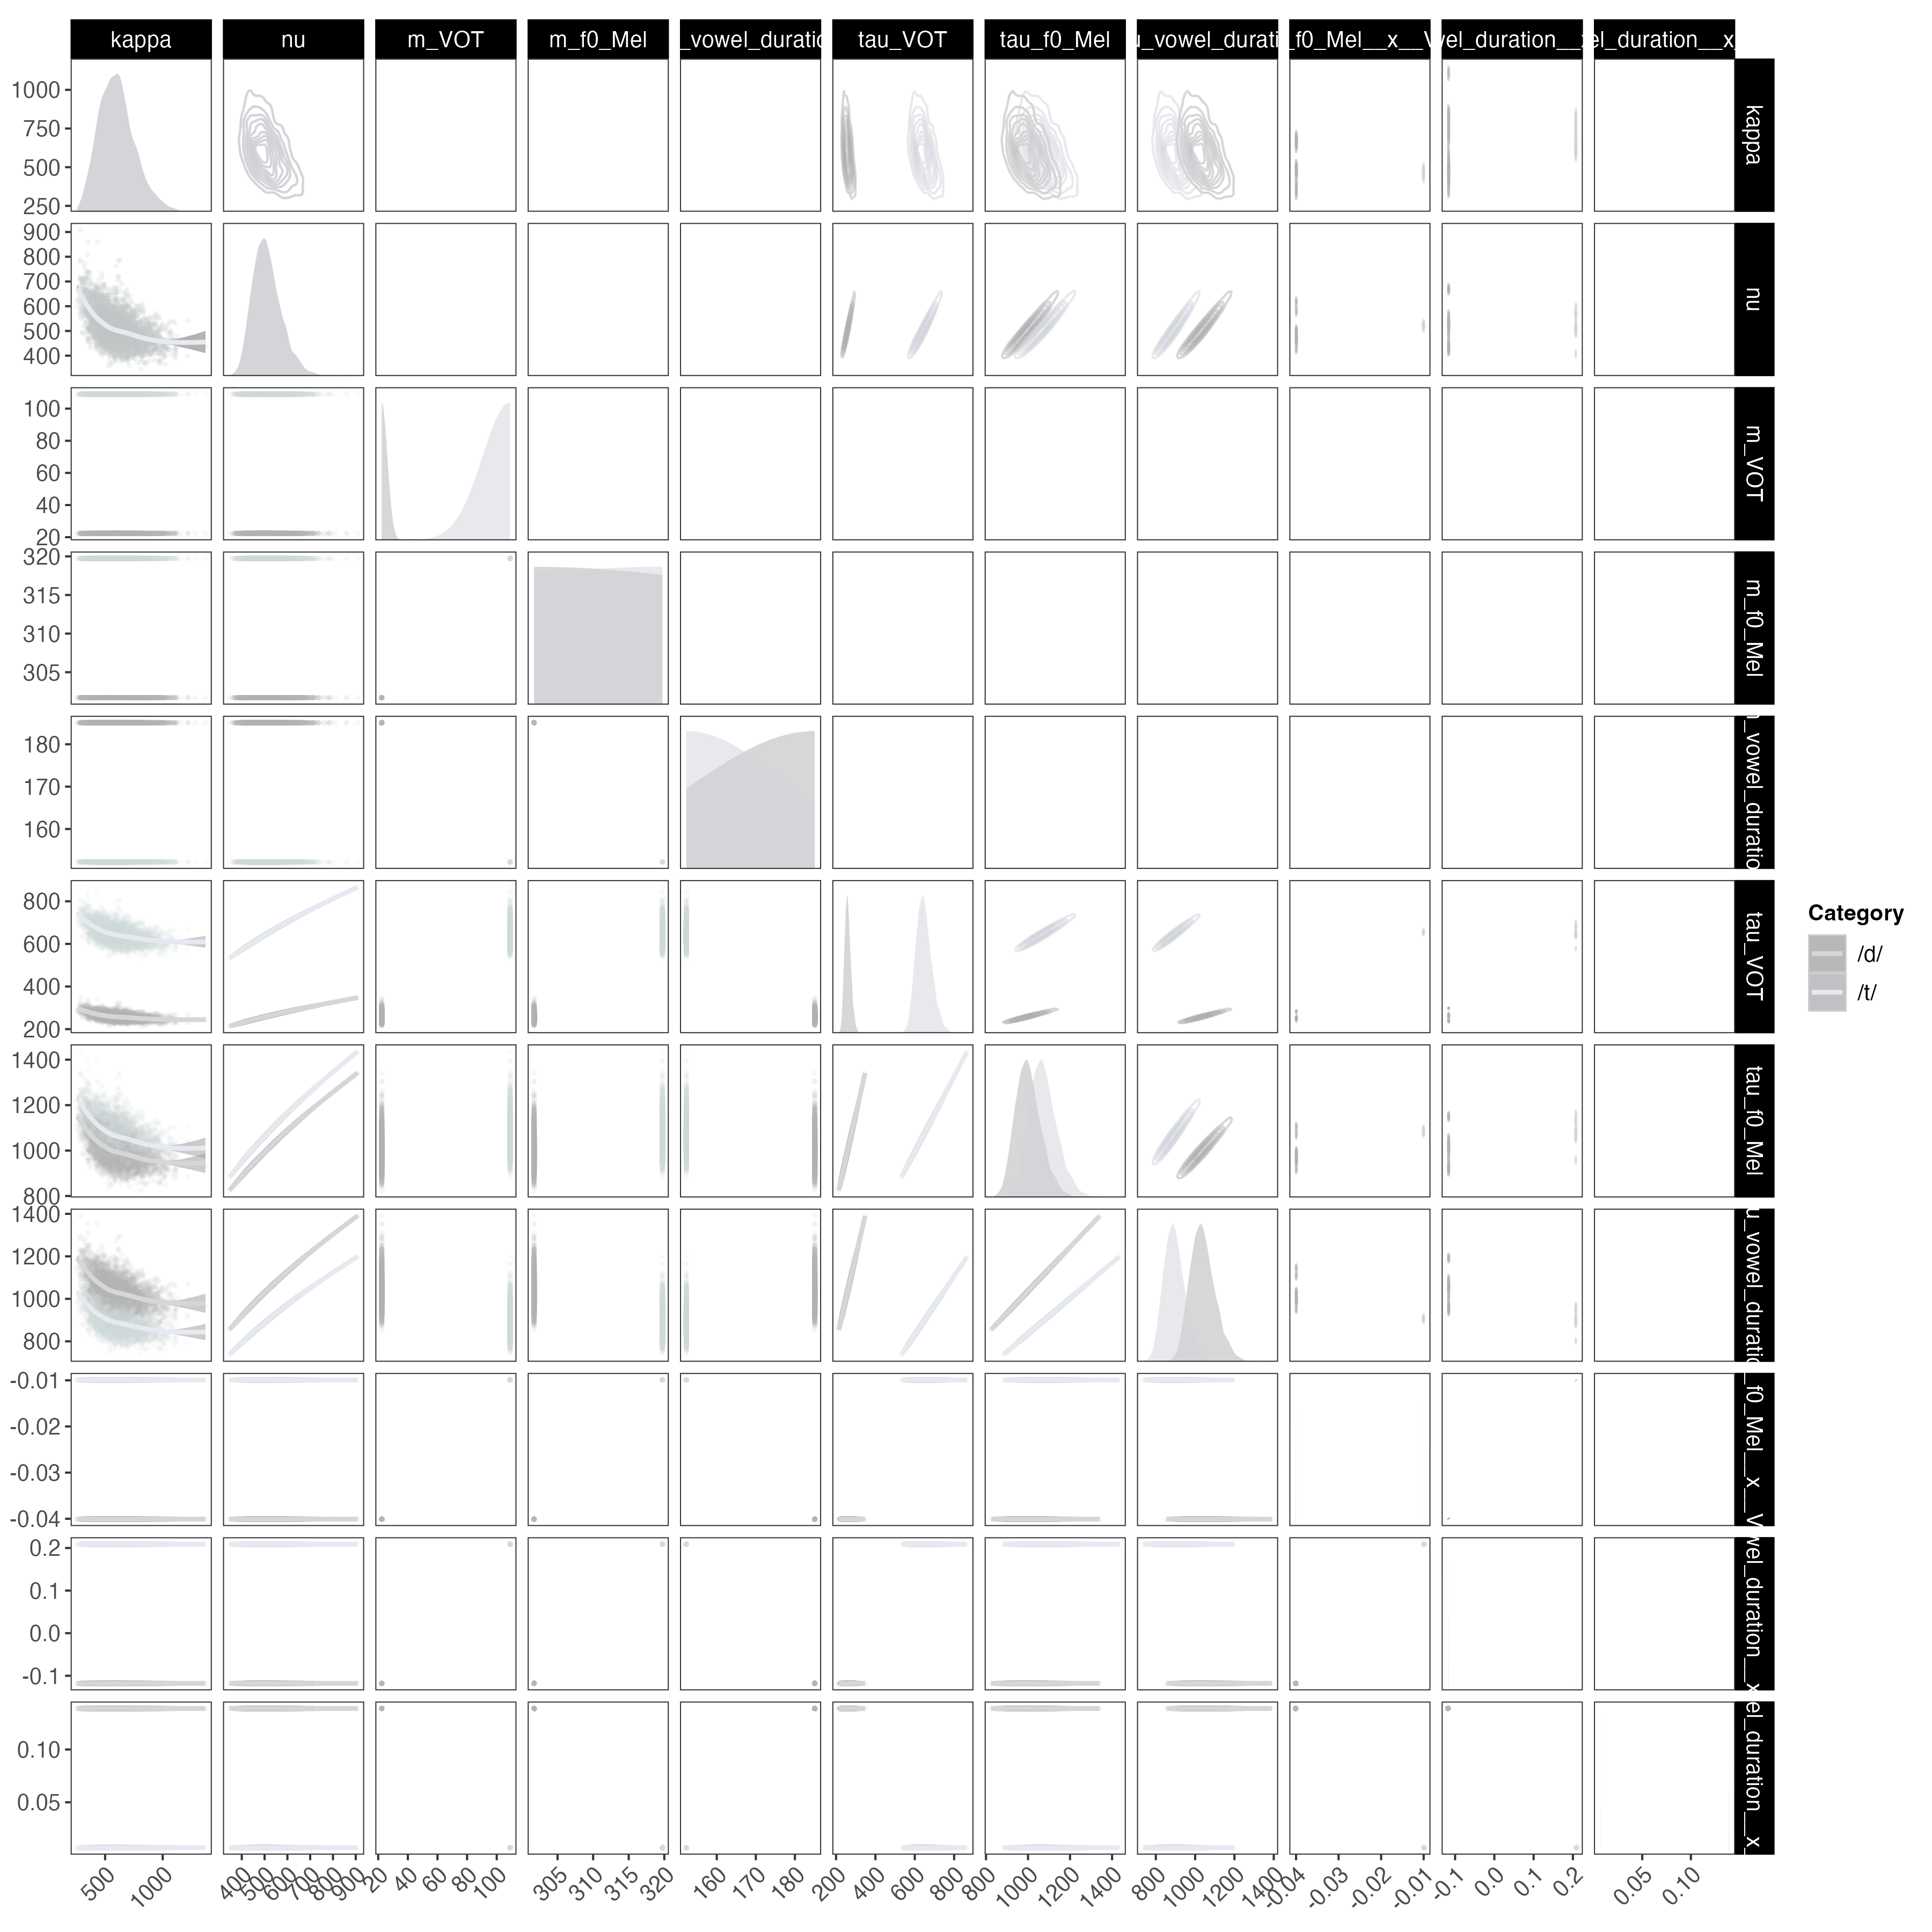 kappa nu m_VOT m_f0_Mel _vowel_duratio tau_VOT tau_f0_Mel u_vowel_durati _f0_Mel__x__V vel_duration__x el_duration__x_
1000
750
500
250
kappa
900
800
700
600
500
400
nu
100
80
60
40
20
m_VOT
320
315
310
305
m_f0_Mel
180
170
160
_vowel_duratio
800
600
400
200
tau_VOT
1400
1200
1000
800
tau_f0_Mel
1400
1200
1000
800
u_vowel_duratio
-0.01
-0.02
-0.03
-0.04
_f0_Mel__x__V
0.2
0.1
0.0
-0.1
wel_duration__x
0.10
0.05
el_duration__x_
500 1000 400 500 600 700 800 900 20 40 60 80 100 305 310 315 320 160 170 180 200 400 600 800 800 1000 1200 1400 800 1000 1200 1400 -0.04 -0.03 -0.02 -0.01 -0.1 0.0 0.1 0.2 0.05 0.10
Category
/d/
/t/